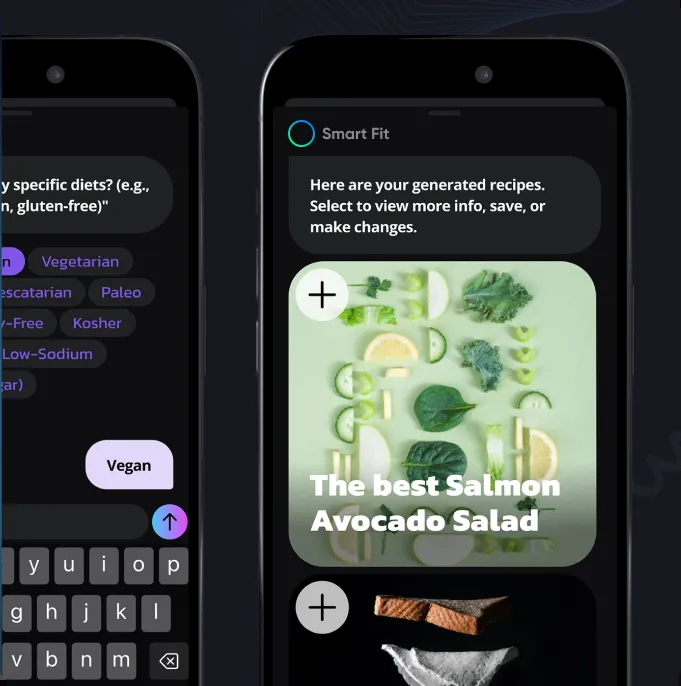 y specific diets? (e.g.,
n, gluten-free)"
n Vegetarian
escatarian Paleo
y-Free Kosher
Low-Sodium
gar)
Vegan
y u i o p
g h j k l
v b n m
Smart Fit
Here are your generated recipes.
Select to view more info, save, or
make changes.
The best Salmon
Avocado Salad